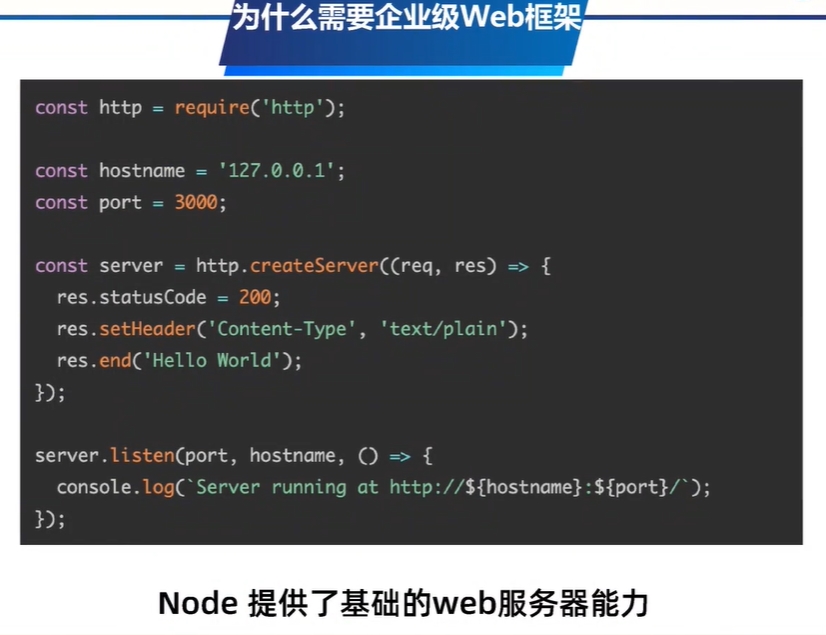 为什么需要企业级Web框架
const http = require('http');
const hostname = '127.0.0.1';
const port = 3000;
const server = http.createServer((req, res) => {
  res.statusCode = 200;
  res.setHeader('Content-Type', 'text/plain');
  res.end('Hello World');
});
server.listen(port, hostname, () => {
  console.log(`Server running at http://${hostname}:${port}/`);
});
Node 提供了基础的web服务器能力